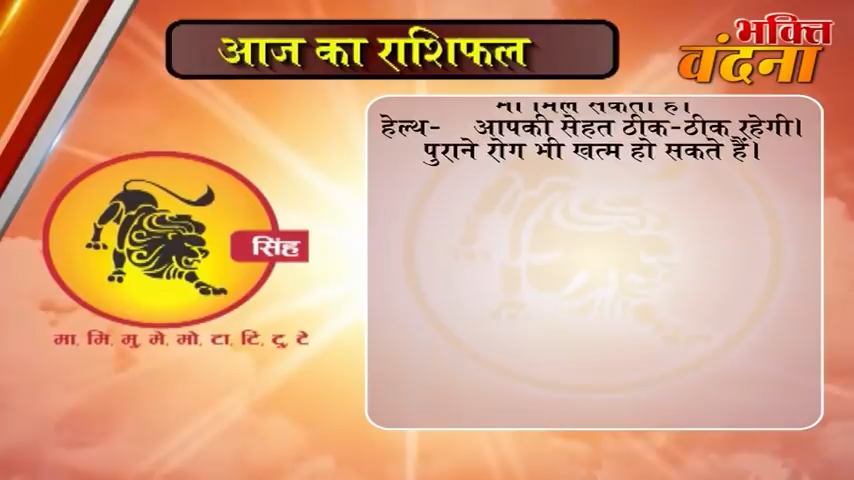 आज का राशिफल
भक्ति
वंदना
हेल्थ- आपकी सेहत ठीक-ठीक रहेगी।
पुराने रोग भी खत्म हो सकते हैं।
सिंह
मा, मि, मु, मे, मो, टा, टि, टु, टे